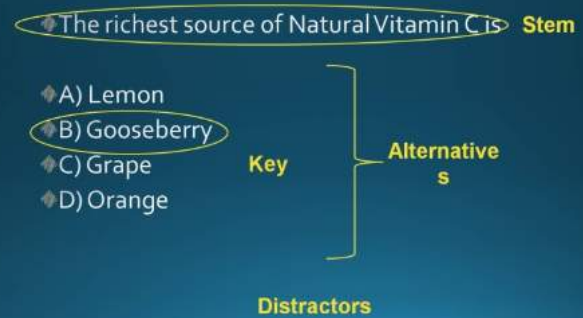 The richest source of Natural Vitamin C is Stem
A) Lemon
B) Gooseberry
C) Grape
D) Orange
Key
Alternative
s
Distractors